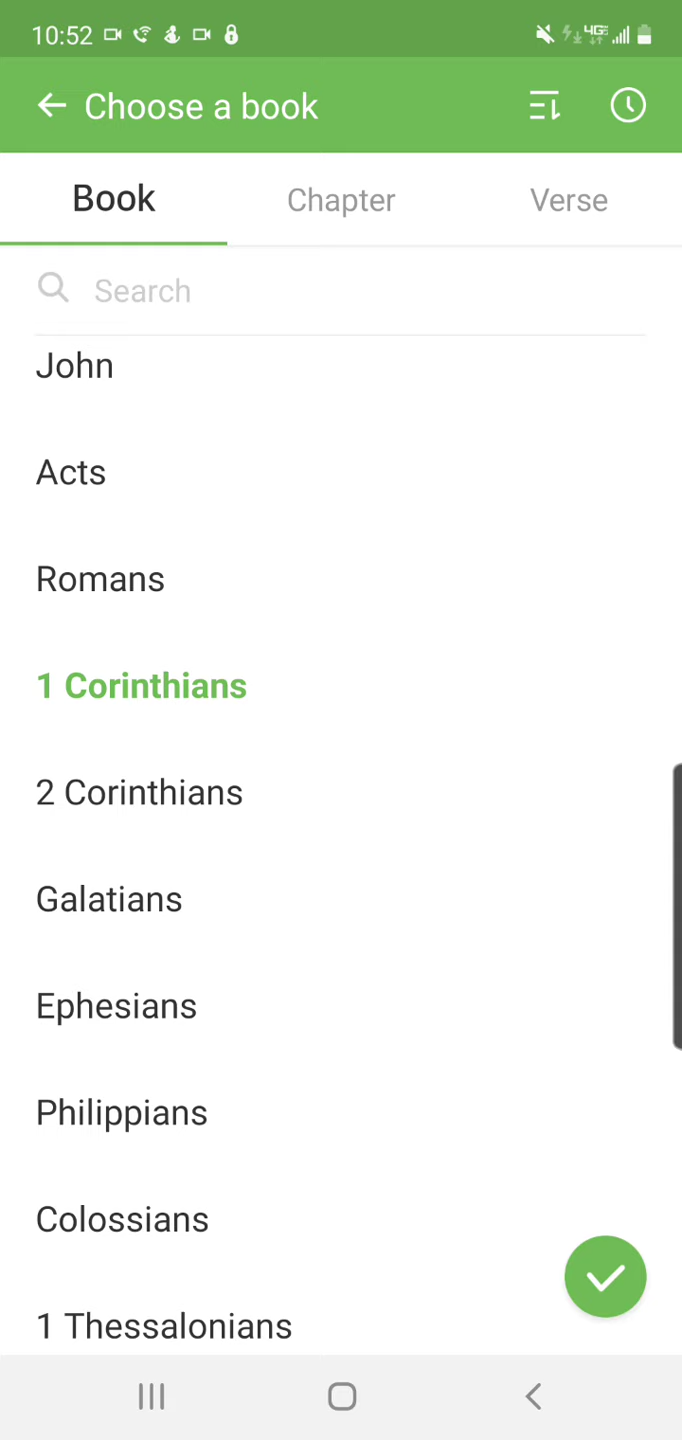 10:52 4GE
Choose a book
Book Chapter Verse
Search
John
Acts
Romans
1 Corinthians
2 Corinthians
Galatians
Ephesians
Philippians
Colossians
1 Thessalonians